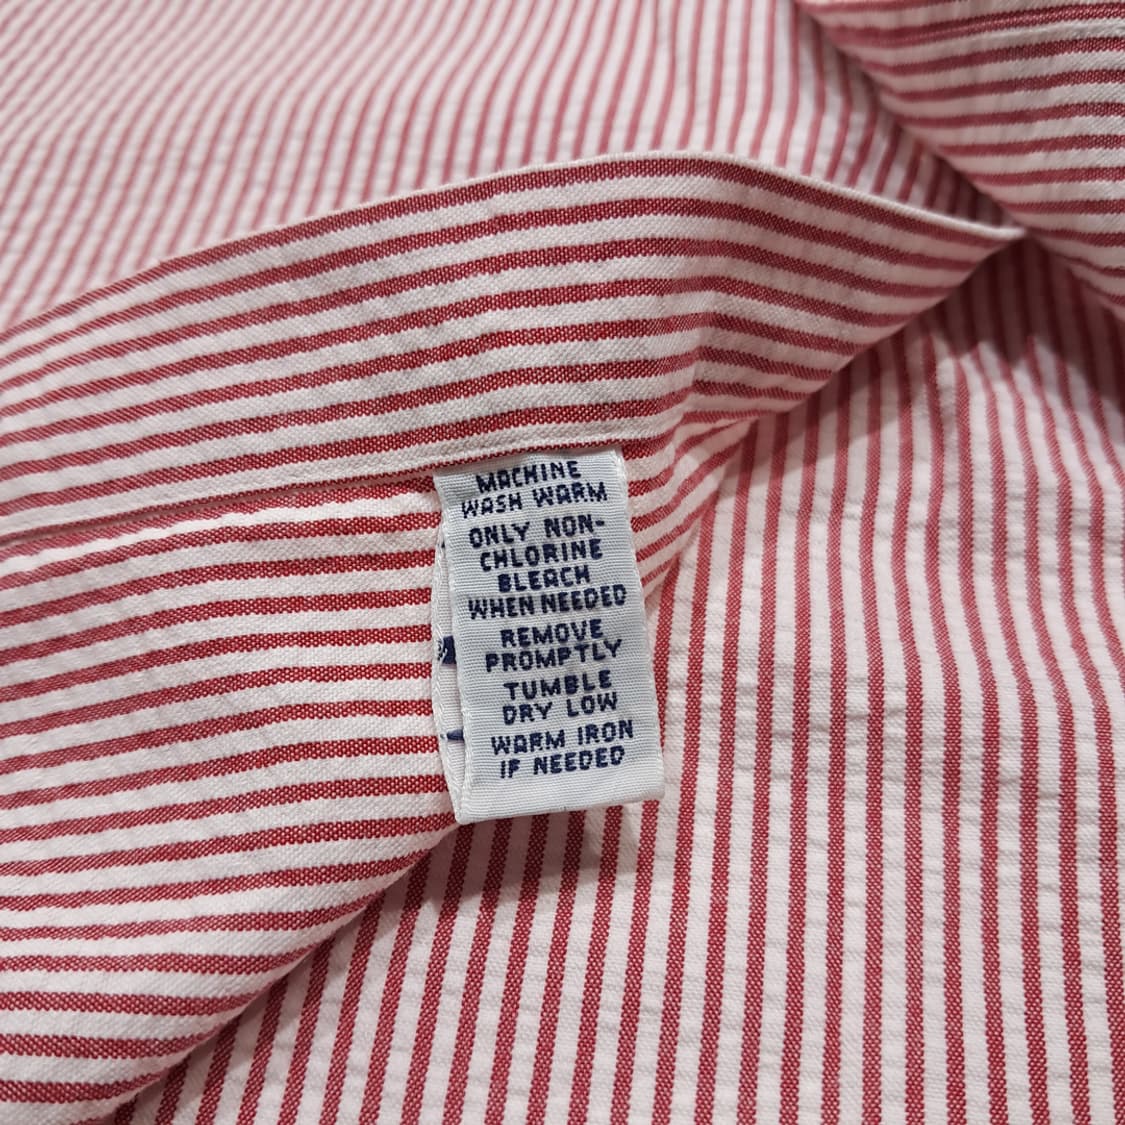 MACHINE
WASH WARM
ONLY NON-
CHLORINE
BLEACH
WHEN NEEDED
REMOVE
PROMPTLY
TUMBLE
DRY LOW
WARM IRON
IF NEEDED